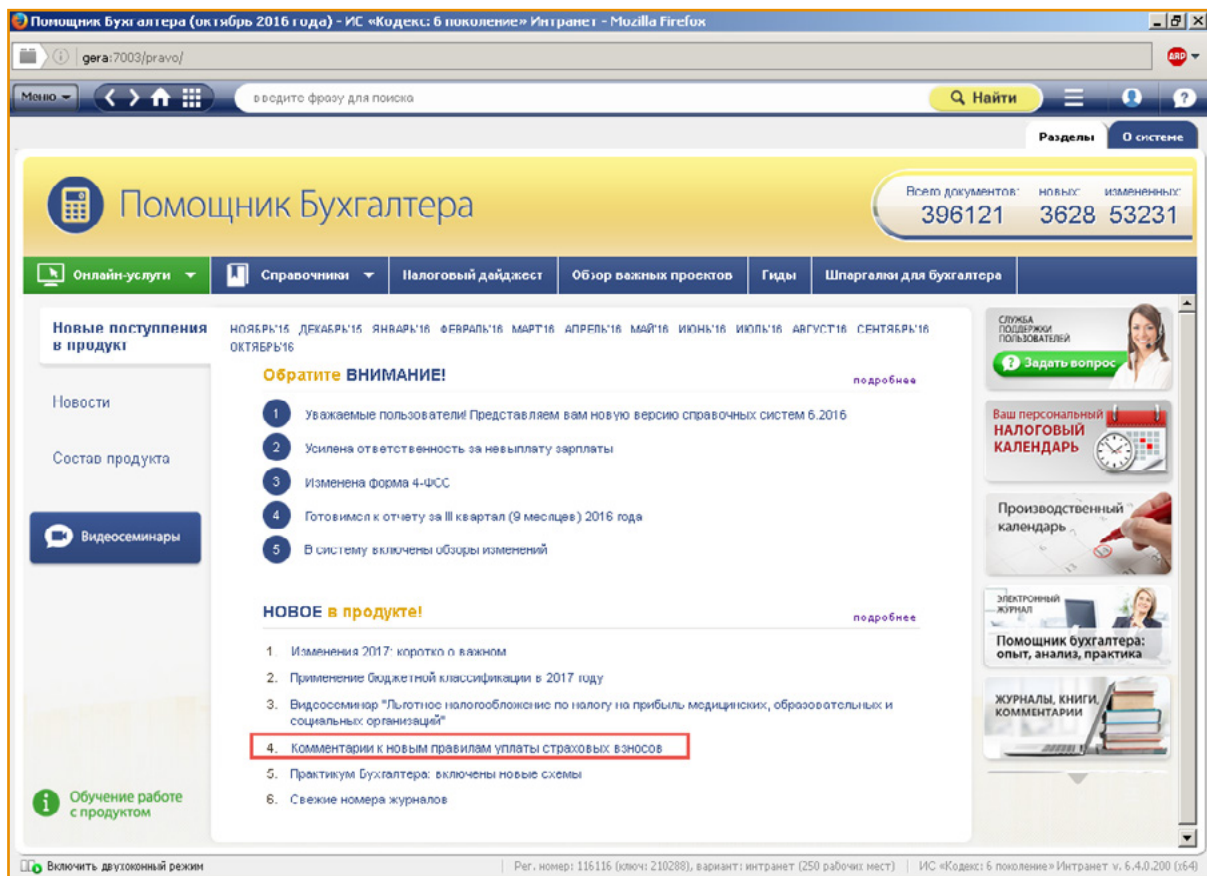 Помощник Бухгалтера (октябрь 2016 года) - ИС «Кодекс: 6 поколение» Интранет - Mozilla Firefox
gera:7003/pravo/
ABP
Меню
введите фразу для поиска
Найти
?
Разделы
О системе
Помощник Бухгалтера
Всего документов:
новых:
измененных:
396121
3628
53231
Онлайн-услуги
Справочники
Налоговый дайджест
Обзор важных проектов
Гиды
Шпаргалки для бухгалтера
Новые поступления
в продукт
Новости
Состав продукта
Видеосеминары
Обучение работе
с продуктом
НОЯБРЬ'15 ДЕКАБРЬ'15 ЯНВАРЬ'16 ФЕВРАЛЬ'16 МАРТ'16 АПРЕЛЬ'16 МАЙ'16 ИЮНЬ'16 ИЮЛЬ'16 АВГУСТ'16 СЕНТЯБРЬ'16
ОКТЯБРЬ'16
Обратите ВНИМАНИЕ!
подробнее
1 Уважаемые пользователи! Представляем вам новую версию справочных систем 6.2016
2 Усилена ответственность за невыплату зарплаты
3 Изменена форма 4-ФСС
4 Готовимся к отчету за III квартал (9 месяцев) 2016 года
5 В систему включены обзоры изменений
НОВОЕ в продукте!
подробнее
1. Изменения 2017: коротко о важном
2. Применение бюджетной классификации в 2017 году
3. Видеосеминар "Льготное налогообложение по налогу на прибыль медицинских, образовательных и
социальных организаций"
4. Комментарии к новым правилам уплаты страховых взносов
5. Практикум Бухгалтера: включены новые схемы
6. Свежие номера журналов
СЛУЖБА
ПОДДЕРЖКИ
ПОЛЬЗОВАТЕЛЕЙ
? Задать вопрос
Ваш персональный
НАЛОГОВЫЙ
КАЛЕНДАРЬ
Производственный
календарь
ЭЛЕКТРОННЫЙ
ЖУРНАЛ
Помощник бухгалтера:
опыт, анализ, практика
ЖУРНАЛЫ, КНИГИ,
КОММЕНТАРИИ
Включить двухоконный режим
Рег. номер: 116116 (ключ: 210288), вариант: интранет (250 рабочих мест)
ИС «Кодекс: 6 поколение» Интранет v. 6.4.0.200 (x64)